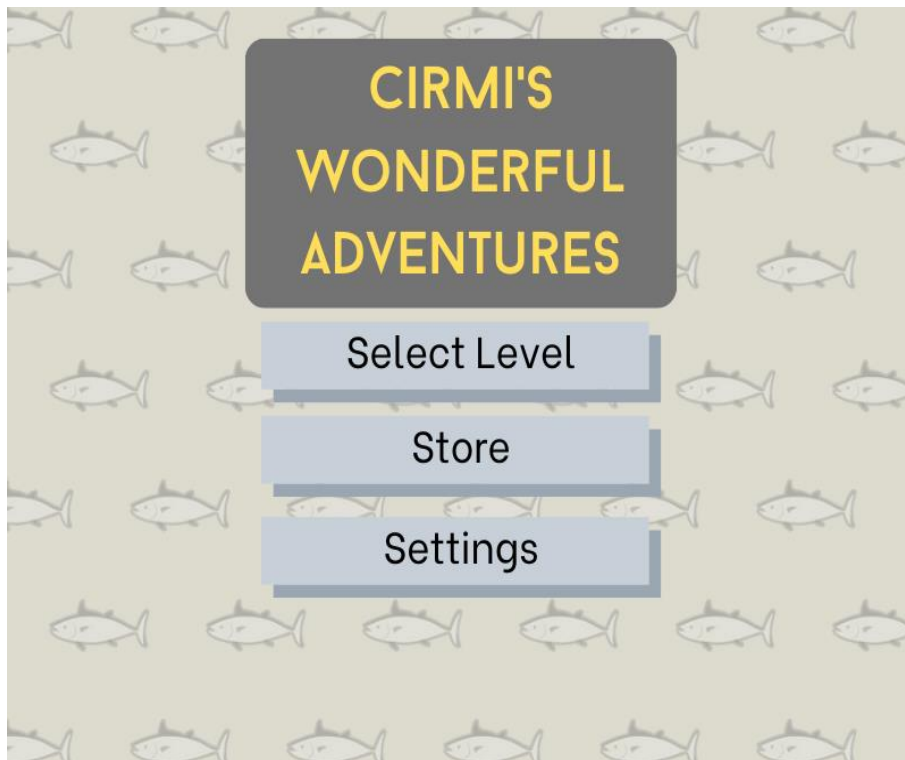 CIRMI'S
WONDERFUL
ADVENTURES
Select Level
Store
Settings